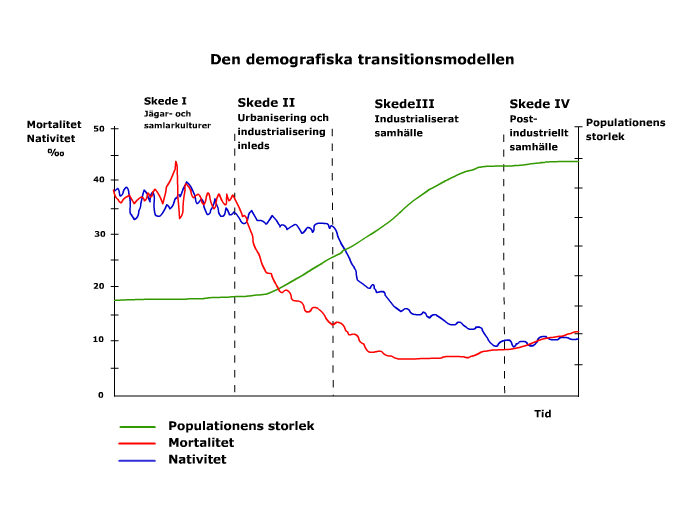 Den demografiska transitionsmodellen
Mortalitet
Nativitet
‰
Skede I
Jägar- och
samlarkulturer
Skede II
Urbanisering och
industrialisering
inleds
SkedeIII
Industrialiserat
samhälle
Skede IV
Post-
industriellt
samhälle
Populationens
storlek
50
40
30
20
10
0
Tid
Populationens storlek
Mortalitet
Nativitet